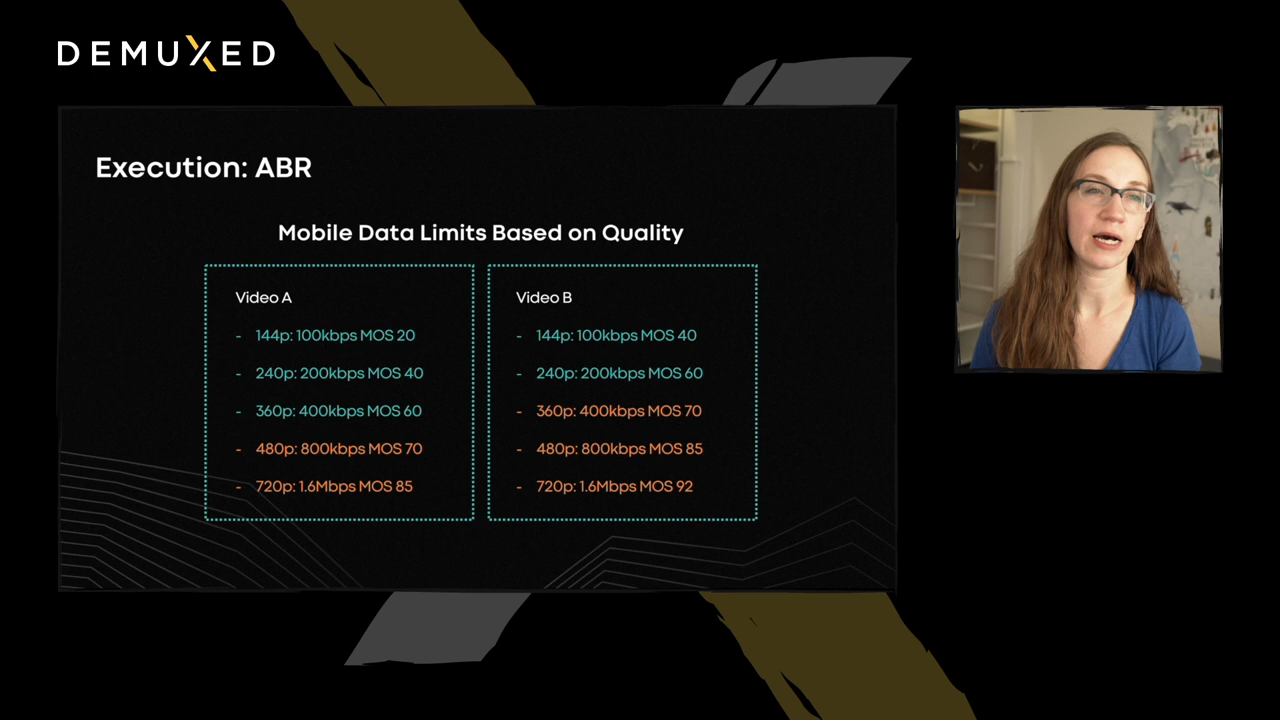 DEMUXED
Execution: ABR
Mobile Data Limits Based on Quality
Video A
- 144p: 100kbps MOS 20
- 240p: 200kbps MOS 40
- 360p: 400kbps MOS 60
- 480p: 800kbps MOS 70
- 720p: 1.6Mbps MOS 85
Video B
- 144p: 100kbps MOS 40
- 240p: 200kbps MOS 60
- 360p: 400kbps MOS 70
- 480p: 800kbps MOS 85
- 720p: 1.6Mbps MOS 92